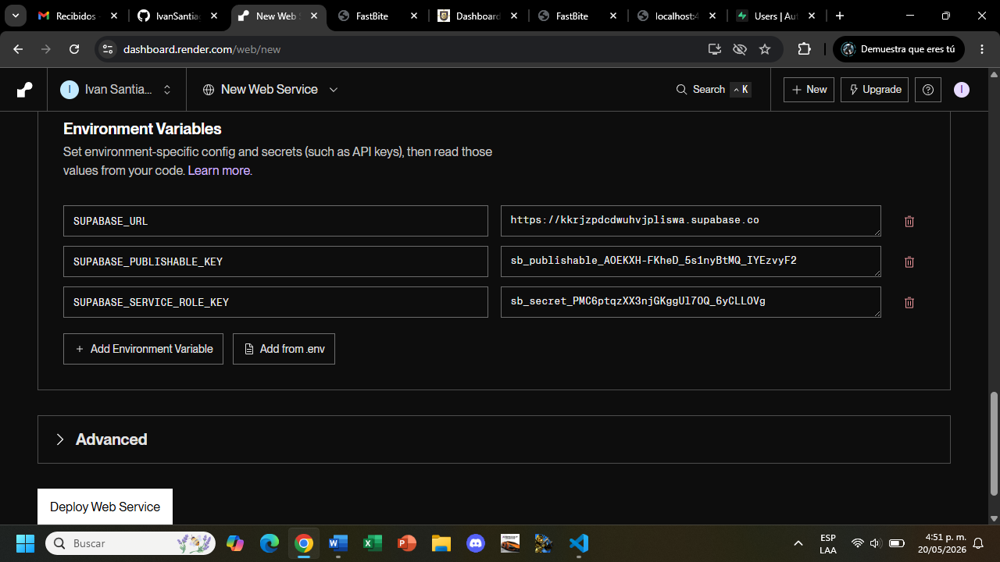 Recibidos
IvanSantia
New Web S
FastBite
Dashboard
FastBite
localhost:4
Users | Aut
dashboard.render.com/web/new
Demuestra que eres tú
I
Ivan Santia...
New Web Service
Search
K
+ New
Upgrade
I
Environment Variables
Set environment-specific config and secrets (such as API keys), then read those
values from your code. Learn more.
SUPABASE_URL
https://kkrjzpdcdwuhvjpliswa.supabase.co
SUPABASE_PUBLISHABLE_KEY
sb_publishable_AOEKXH-FKheD_5s1nyBtMQ_IYEzvyF2
SUPABASE_SERVICE_ROLE_KEY
sb_secret_PMC6ptqzXX3njGKggUl7OQ_6yCLLOVg
+ Add Environment Variable
Add from .env
Advanced
Deploy Web Service
Buscar
ESP
LAA
4:51 p. m.
20/05/2026